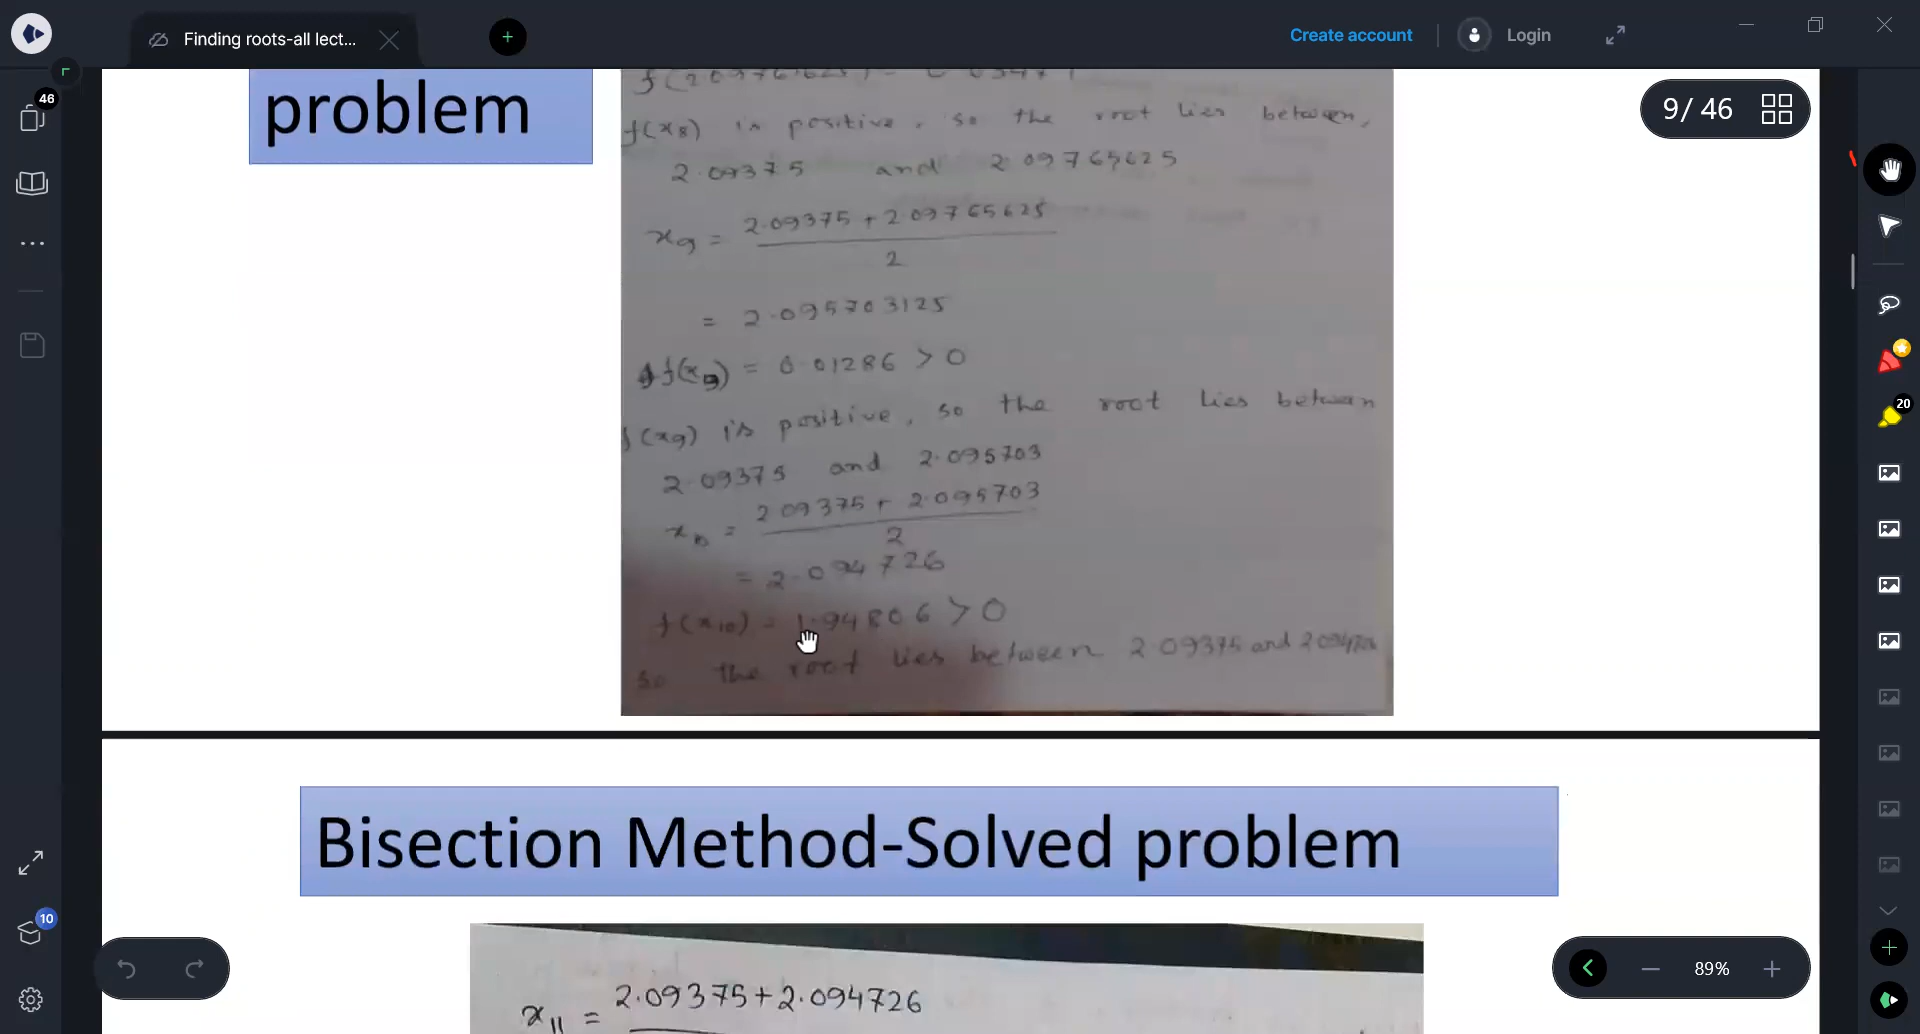 Finding roots-all lect...
Create account
Login
46
9/ 46
problem
f(x8) is positive, so the root lies between,
2.09375 and 2.09765625
x9 = 2.09375 + 2.09765625
2
= 2.095703125
f(x9) = 0.01286 > 0
f(x9) is positive, so the root lies between
2.09375 and 2.095703
x10 = 2.09375 + 2.095703
2
= 2.094726
f(x10) = 1.94806 > 0
so the root lies between 2.09375 and
20
Bisection Method-Solved problem
10
89%
x11 = 2.09375+2.094726